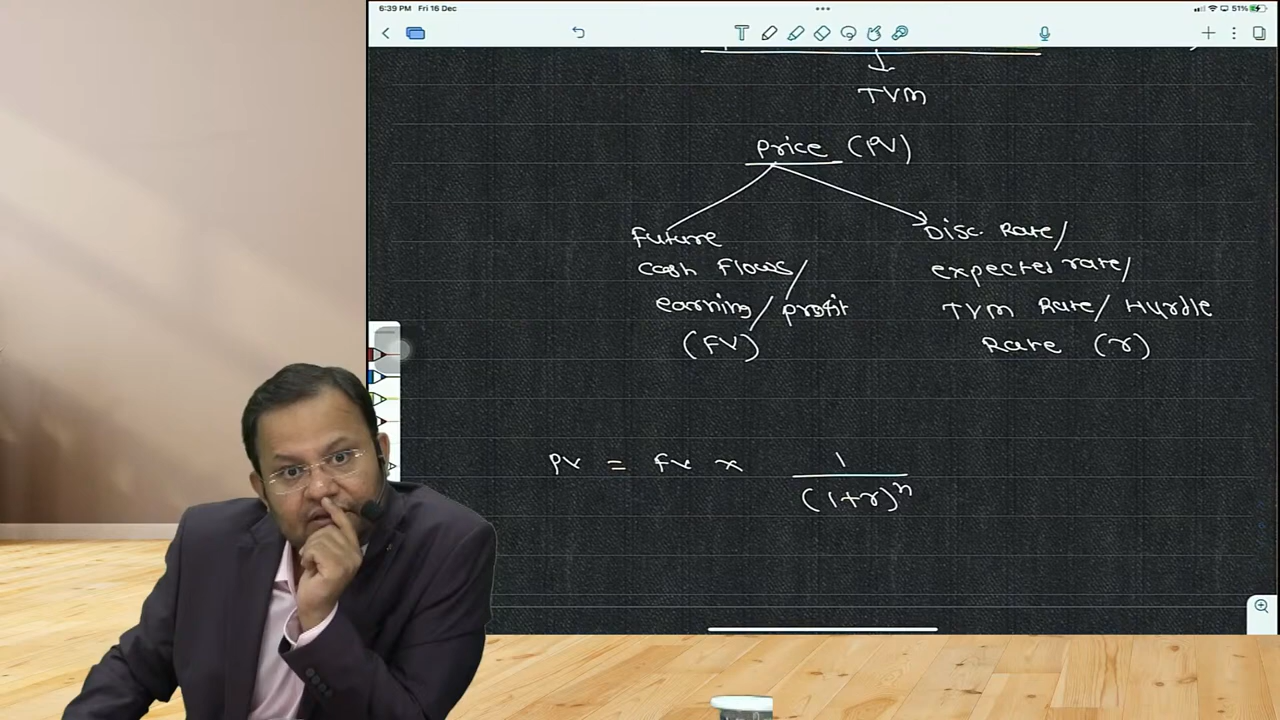 6:39 PM Fri 16 Dec
51%
TVM
Price (PV)
Future
cash flows/
earning/ profit
(FV)
Disc. Rate/
expected rate/
TVM Rate/ Hurdle
Rate (r)
PV = FV × 1
(1+r)^n